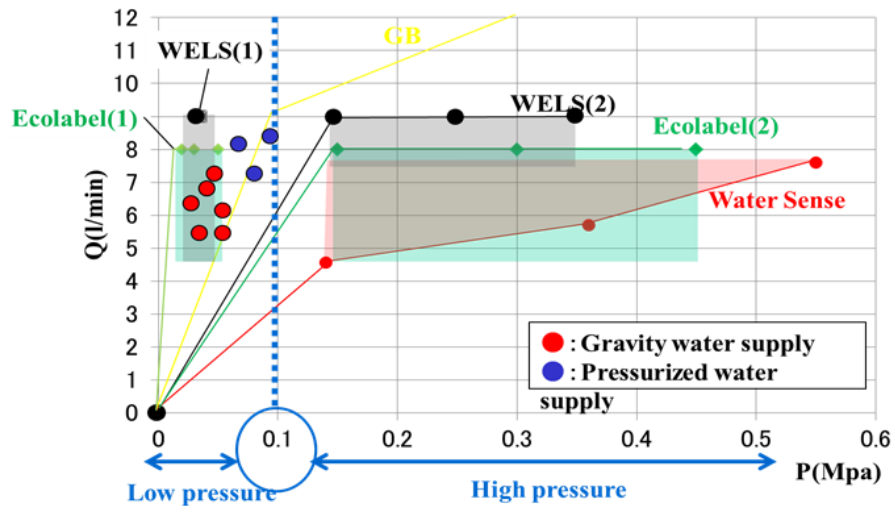 12
11
10
9
8
7
6
5
4
3
2
1
0
Q(l/min)
GB
WELS(1)
Ecolabel(1)
WELS(2)
Ecolabel(2)
Water Sense
: Gravity water supply
: Pressurized water
supply
0 0.1 0.2 0.3 0.4 0.5 0.6
P(Mpa)
Low pressure
High pressure